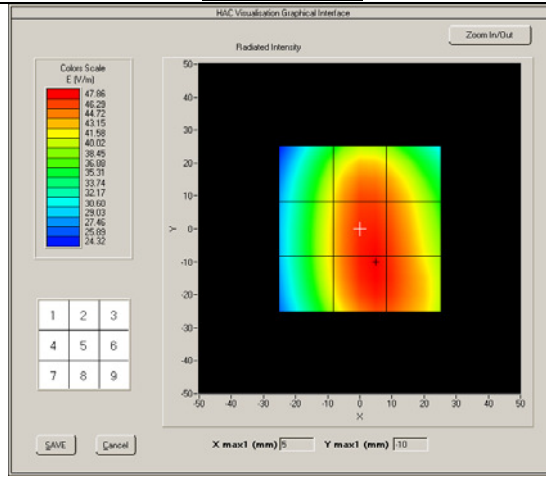 HAC Visualisation Graphical Interface
Zoom In/Out
Radiated Intensity
Colors Scale
E (V/m)
47.86
46.29
44.72
43.15
41.58
40.02
38.45
36.88
35.31
33.74
32.17
30.60
29.03
27.46
25.89
24.32
50
40
30
20
10
0
-10
-20
-30
-40
-50
Y
-50 -40 -30 -20 -10 0 10 20 30 40 50
X
1 2 3
4 5 6
7 8 9
SAVE
Cancel
X max1 (mm) 5 Y max1 (mm) -10